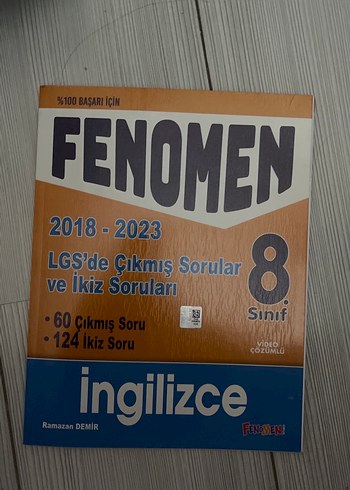 %100 BAŞARI İÇİN
FENOMEN
2018 - 2023
LGS'de Çıkmış Sorular
ve İkiz Soruları
8.
Sınıf
• 60 Çıkmış Soru
• 124 İkiz Soru
VİDEO
ÇÖZÜMLÜ
İngilizce
Ramazan DEMİR
FENOMEN